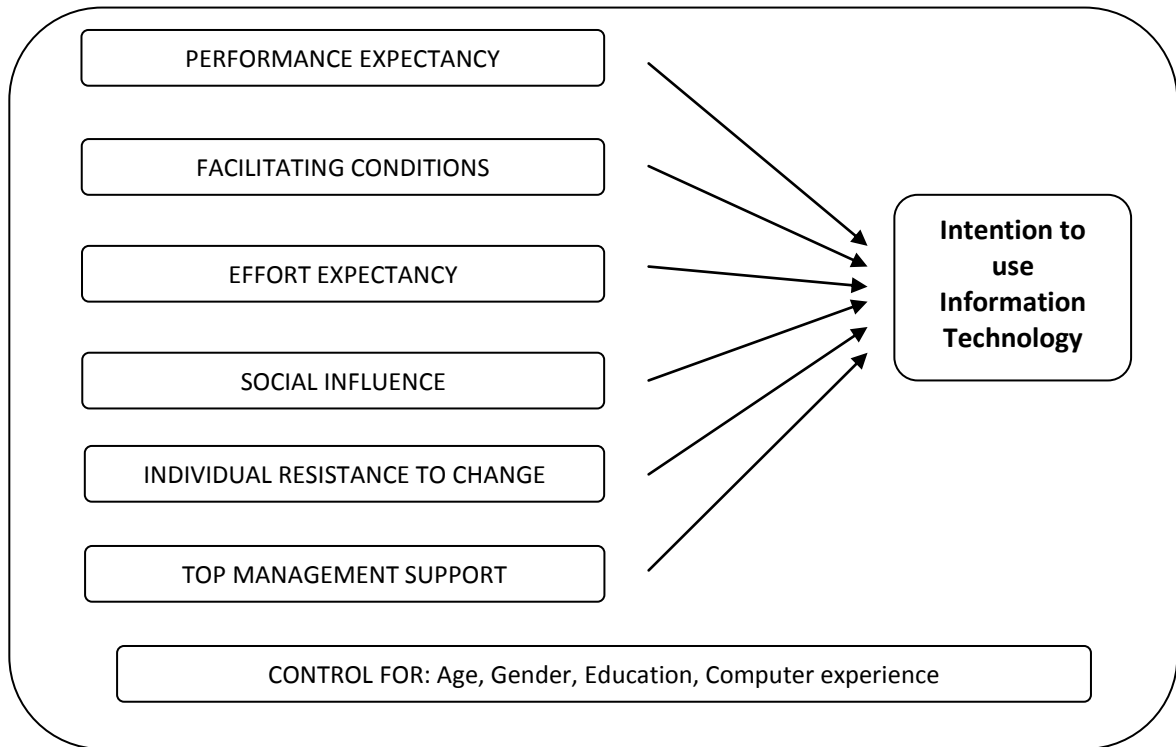 PERFORMANCE EXPECTANCY
FACILITATING CONDITIONS
EFFORT EXPECTANCY
SOCIAL INFLUENCE
INDIVIDUAL RESISTANCE TO CHANGE
TOP MANAGEMENT SUPPORT
Intention to
use
Information
Technology
CONTROL FOR: Age, Gender, Education, Computer experience